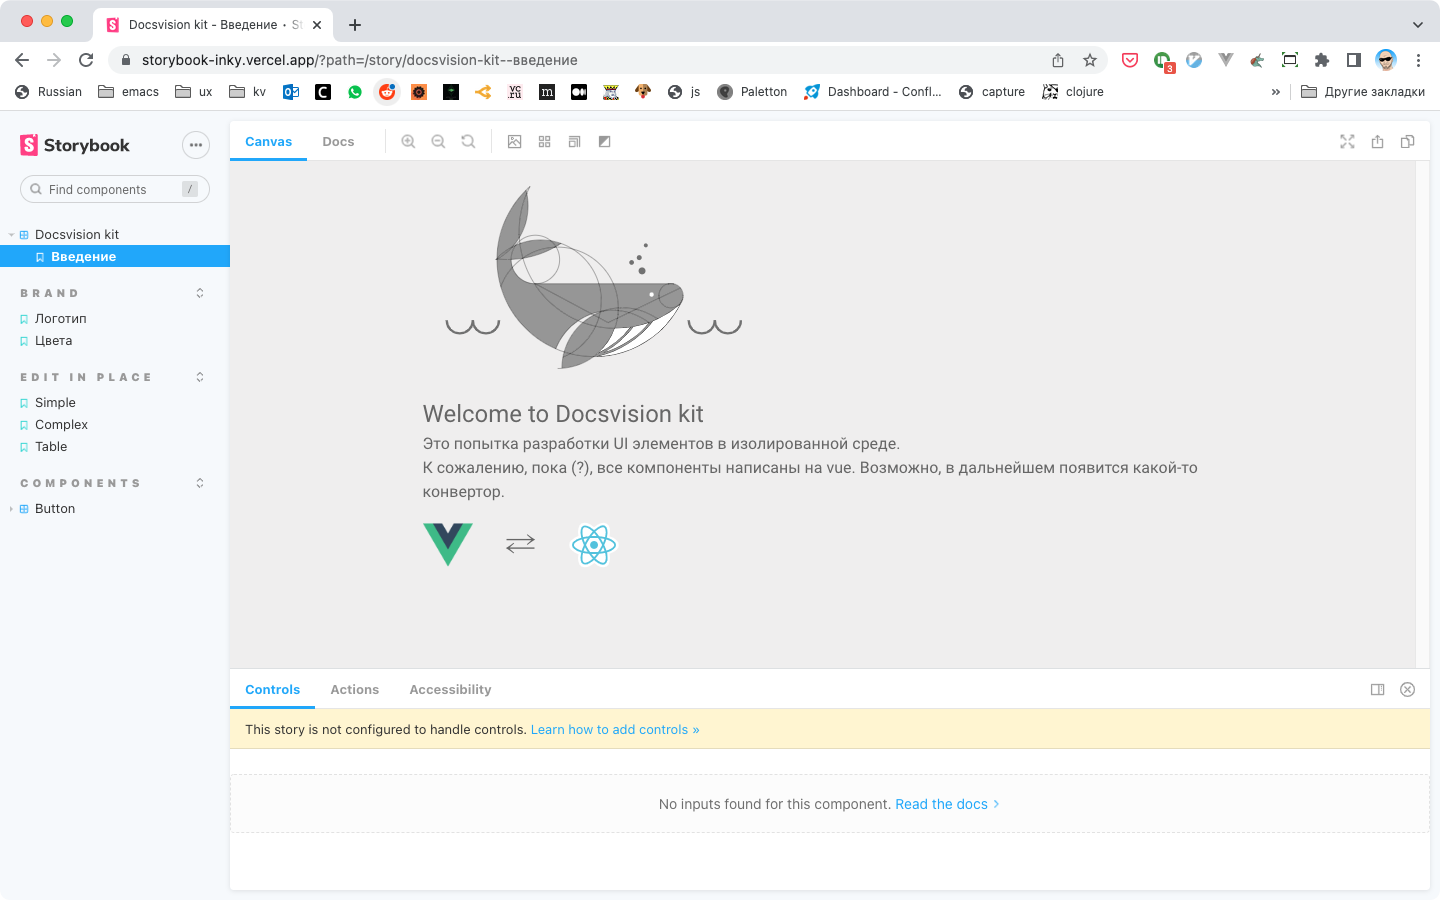 Docsvision kit - Введение · St
storybook-inky.vercel.app/?path=/story/docsvision-kit--введение
3
Russian
emacs
ux
kv
C
vc
ru
m
js
Paletton
Dashboard - Confl...
capture
clojure
»
Другие закладки
Storybook
Find components
/
Canvas
Docs
Docsvision kit
Введение
BRAND
Логотип
Цвета
EDIT IN PLACE
Simple
Complex
Table
COMPONENTS
Button
Welcome to Docsvision kit
Это попытка разработки UI элементов в изолированной среде.
К сожалению, пока (?), все компоненты написаны на vue. Возможно, в дальнейшем появится какой-то
конвертор.
Controls
Actions
Accessibility
This story is not configured to handle controls. Learn how to add controls »
No inputs found for this component. Read the docs